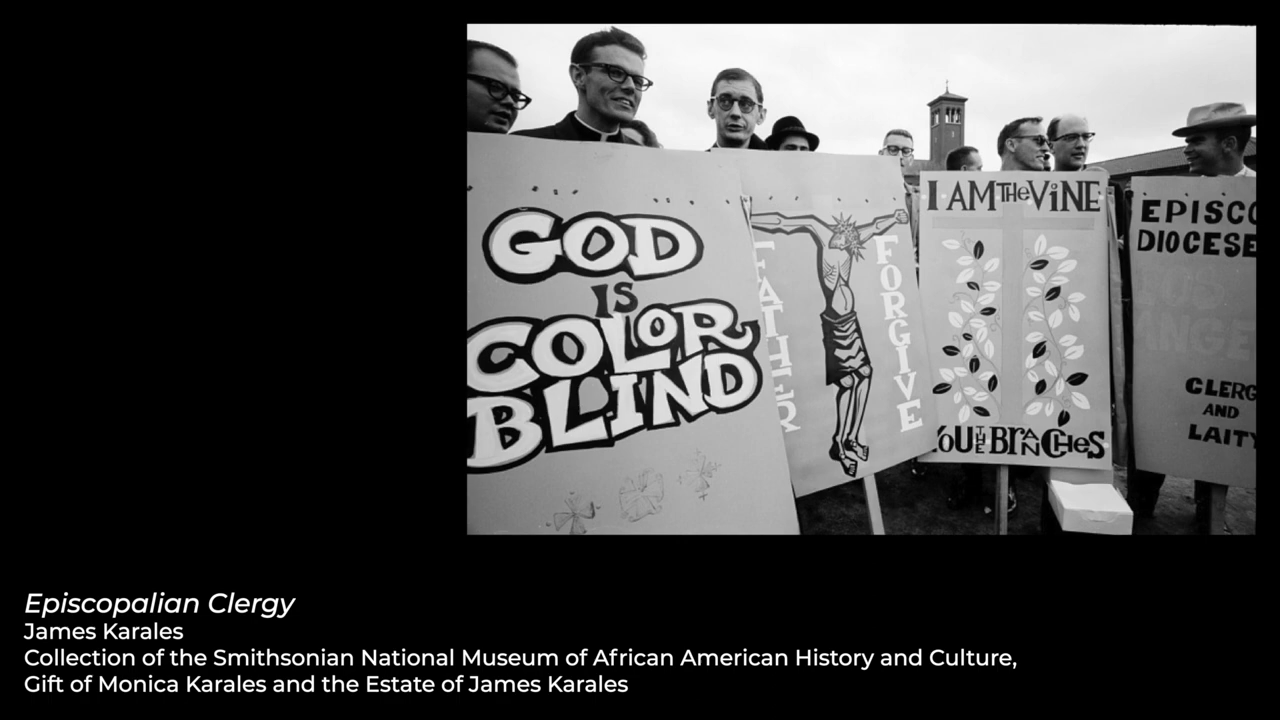 GOD
IS
COLOR
BLIND
FATHER
FORGIVE
I AM THE ViNE
YOU THE BRANCHES
EPISCO
DIOCESE
CLERG
AND
LAITY
Episcopalian Clergy
James Karales
Collection of the Smithsonian National Museum of African American History and Culture,
Gift of Monica Karales and the Estate of James Karales